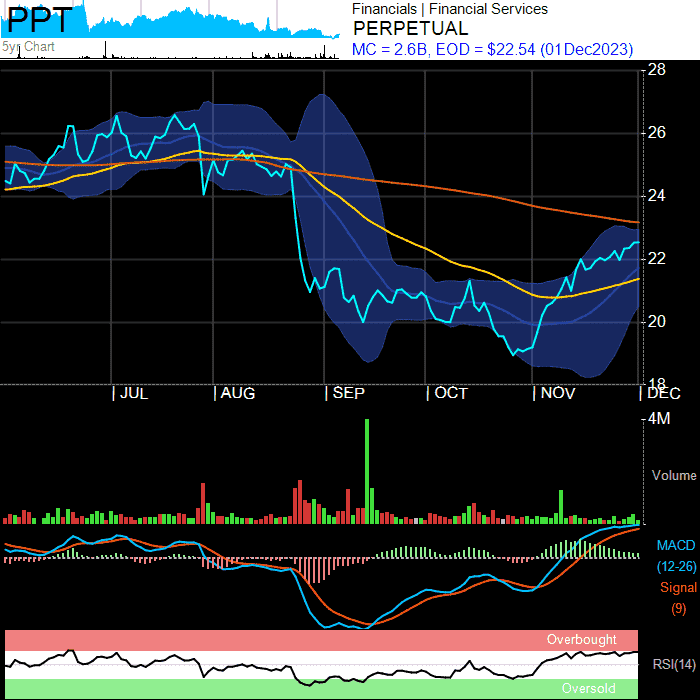 PPT
5yr Chart
Financials | Financial Services
PERPETUAL
MC = 2.6B, EOD = $22.54 (01Dec2023)
28
26
24
22
20
18
| JUL | AUG | SEP | OCT | NOV | DEC
4M
Volume
MACD
(12-26)
Signal
(9)
Overbought
RSI(14)
Oversold